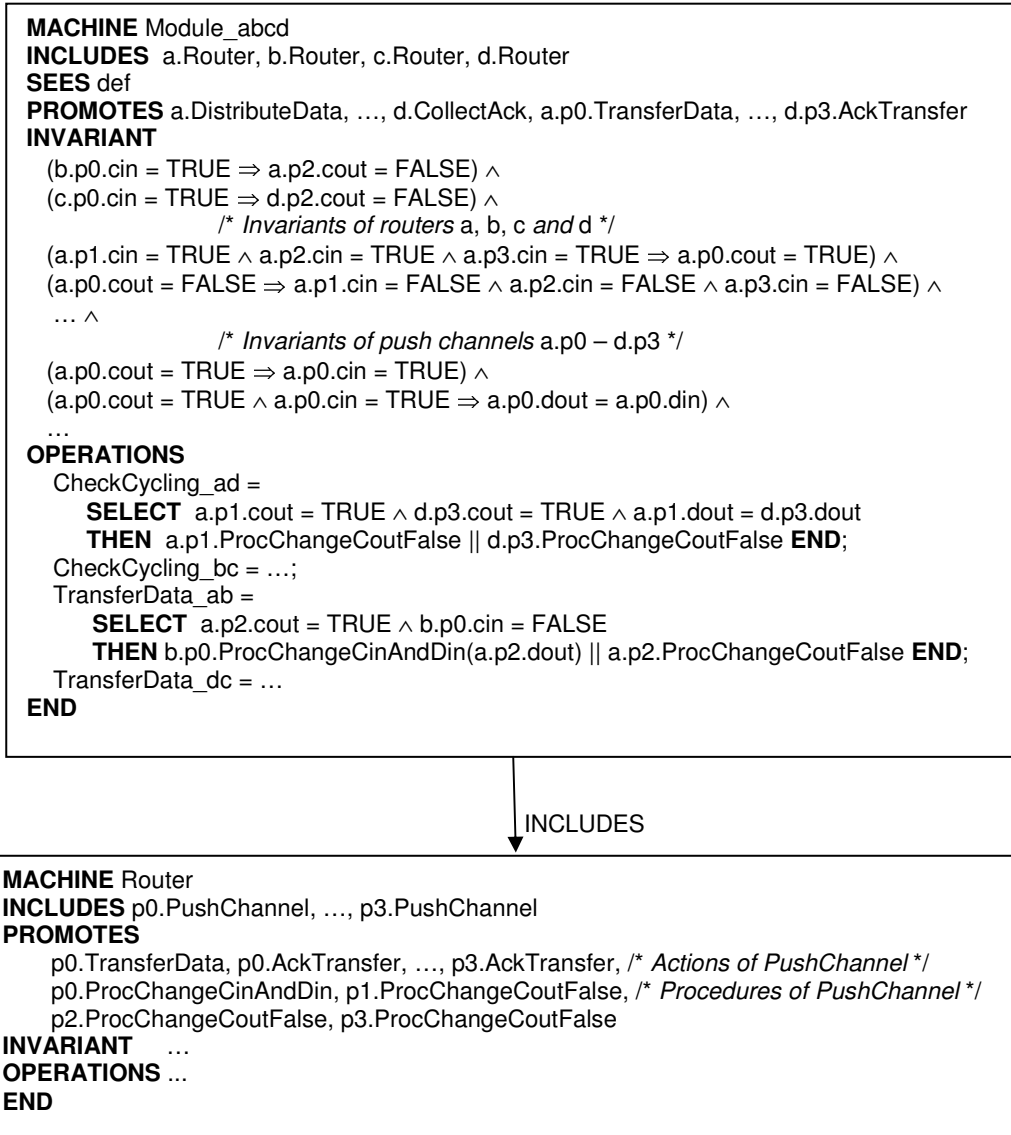 MACHINE Module_abcd
INCLUDES a.Router, b.Router, c.Router, d.Router
SEES def
PROMOTES a.DistributeData, …, d.CollectAck, a.p0.TransferData, …, d.p3.AckTransfer
INVARIANT
(b.p0.cin = TRUE ⇒ a.p2.cout = FALSE) ∧
(c.p0.cin = TRUE ⇒ d.p2.cout = FALSE) ∧
/* Invariants of routers a, b, c and d */
(a.p1.cin = TRUE ∧ a.p2.cin = TRUE ∧ a.p3.cin = TRUE ⇒ a.p0.cout = TRUE) ∧
(a.p0.cout = FALSE ⇒ a.p1.cin = FALSE ∧ a.p2.cin = FALSE ∧ a.p3.cin = FALSE) ∧
… ∧
/* Invariants of push channels a.p0 – d.p3 */
(a.p0.cout = TRUE ⇒ a.p0.cin = TRUE) ∧
(a.p0.cout = TRUE ∧ a.p0.cin = TRUE ⇒ a.p0.dout = a.p0.din) ∧
…
OPERATIONS
CheckCycling_ad =
SELECT a.p1.cout = TRUE ∧ d.p3.cout = TRUE ∧ a.p1.dout = d.p3.dout
THEN a.p1.ProcChangeCoutFalse || d.p3.ProcChangeCoutFalse END;
CheckCycling_bc = …;
TransferData_ab =
SELECT a.p2.cout = TRUE ∧ b.p0.cin = FALSE
THEN b.p0.ProcChangeCinAndDin(a.p2.dout) || a.p2.ProcChangeCoutFalse END;
TransferData_dc = …
END
INCLUDES
MACHINE Router
INCLUDES p0.PushChannel, …, p3.PushChannel
PROMOTES
p0.TransferData, p0.AckTransfer, …, p3.AckTransfer, /* Actions of PushChannel */
p0.ProcChangeCinAndDin, p1.ProcChangeCoutFalse, /* Procedures of PushChannel */
p2.ProcChangeCoutFalse, p3.ProcChangeCoutFalse
INVARIANT …
OPERATIONS ...
END